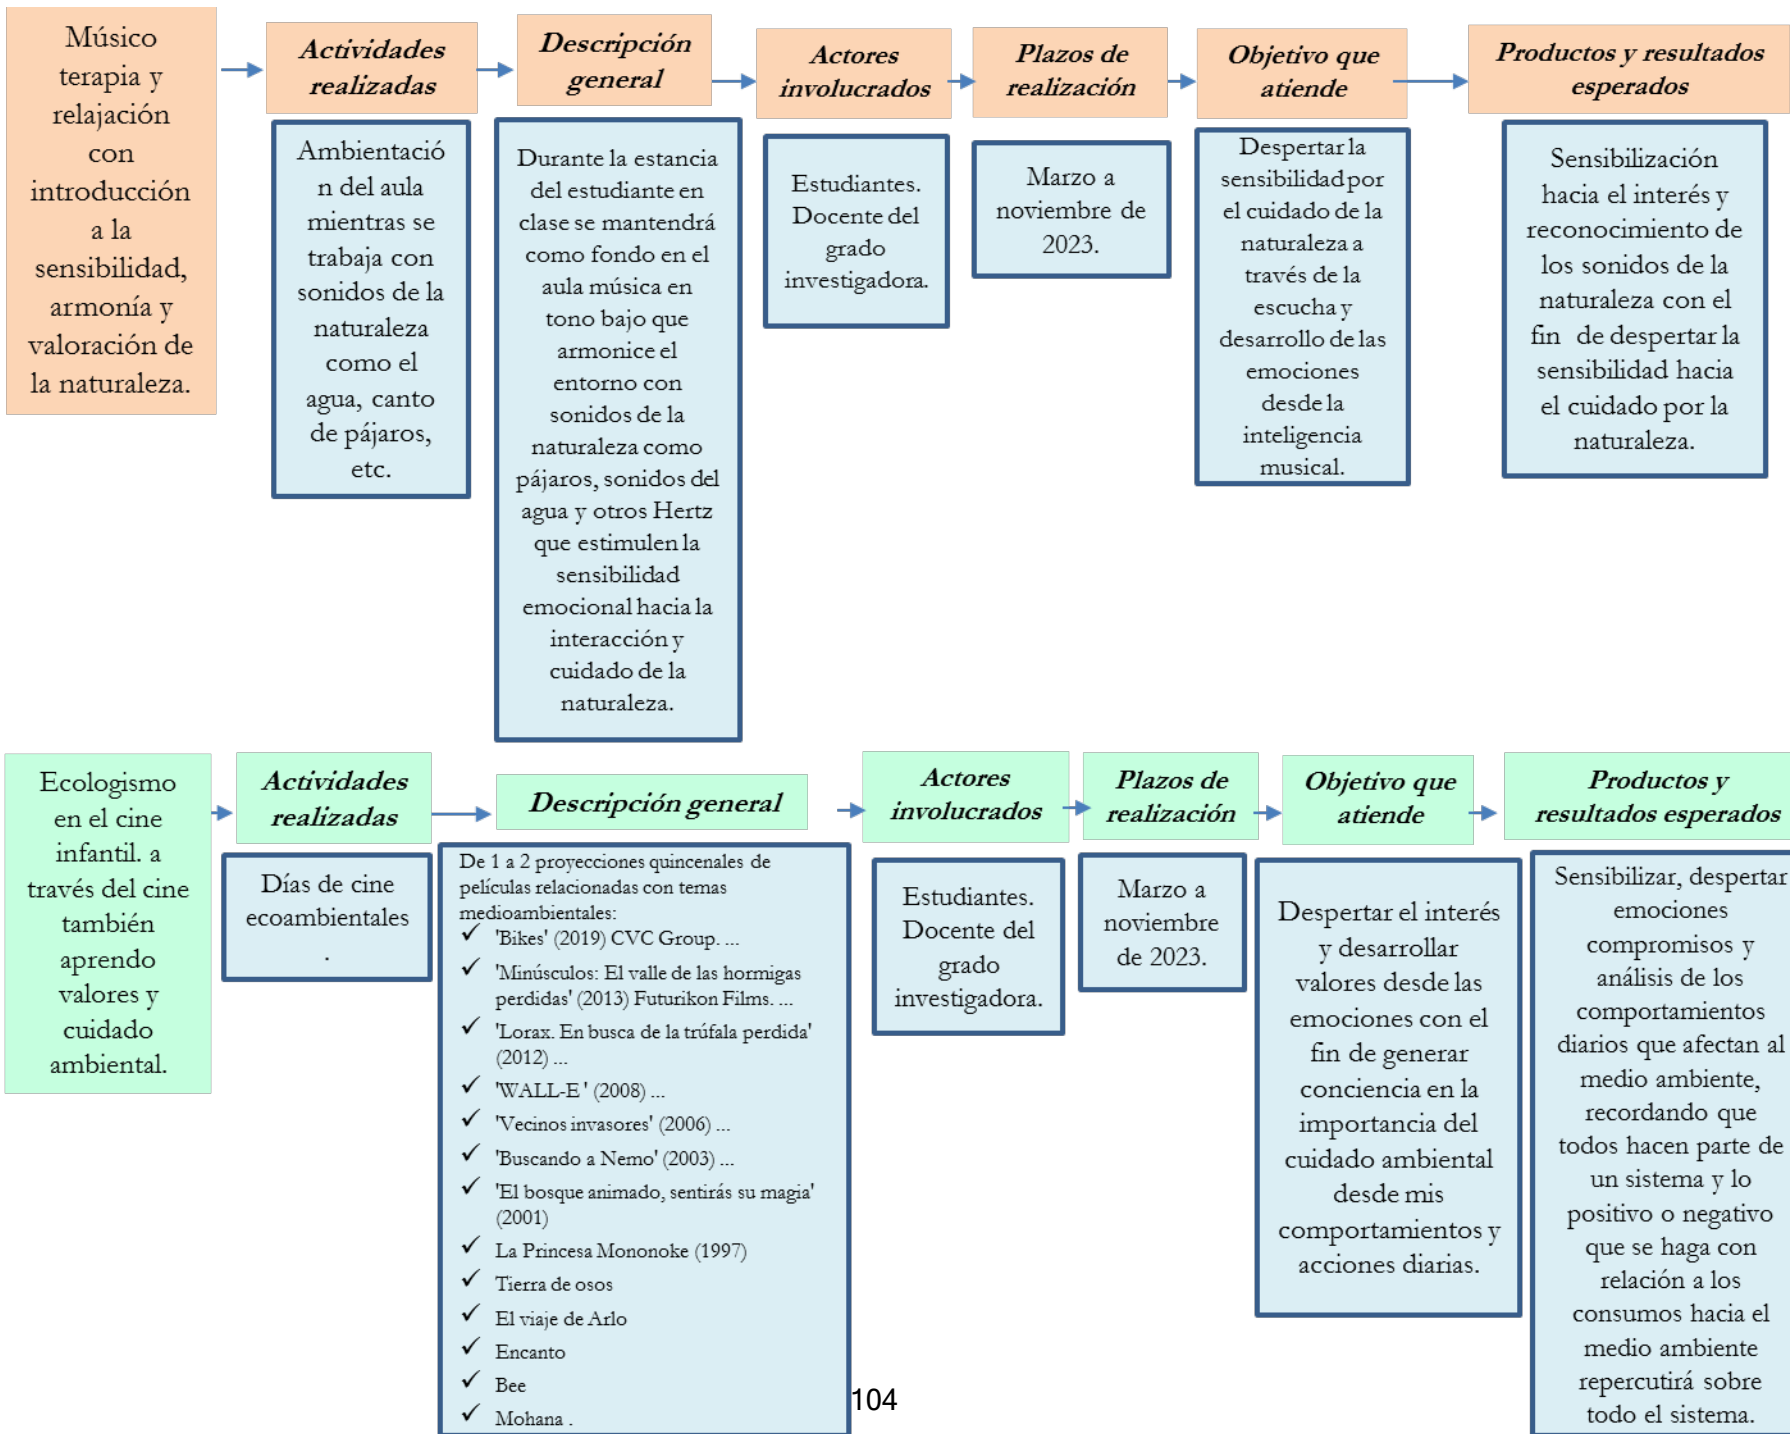 Músico
terapia y
relajación
con
introducción
a la
sensibilidad,
armonía y
valoración de
la naturaleza.
Actividades
realizadas
Ambientació
n del aula
mientras se
trabaja con
sonidos de la
naturaleza
como el
agua, canto
de pájaros,
etc.
Descripción
general
Durante la estancia
del estudiante en
clase se mantendrá
como fondo en el
aula música en
tono bajo que
armonice el
entorno con
sonidos de la
naturaleza como
pájaros, sonidos del
agua y otros Hertz
que estimulen la
sensibilidad
emocional hacia la
interacción y
cuidado de la
naturaleza.
Actores
involucrados
Estudiantes.
Docente del
grado
investigadora.
Plazos de
realización
Marzo a
noviembre de
2023.
Objetivo que
atiende
Despertar la
sensibilidad por
el cuidado de la
naturaleza a
través de la
escucha y
desarrollo de las
emociones
desde la
inteligencia
musical.
Productos y resultados
esperados
Sensibilización
hacia el interés y
reconocimiento de
los sonidos de la
naturaleza con el
fin de despertar la
sensibilidad hacia
el cuidado por la
naturaleza.
Ecologismo
en el cine
infantil. a
través del cine
también
aprendo
valores y
cuidado
ambiental.
Actividades
realizadas
Días de cine
ecoambientales
.
Descripción general
De 1 a 2 proyecciones quincenales de
películas relacionadas con temas
medioambientales:
✓ 'Bikes' (2019) CVC Group. ...
✓ 'Minúsculos: El valle de las hormigas
perdidas' (2013) Futurikon Films. ...
✓ 'Lorax. En busca de la trúfala perdida'
(2012) ...
✓ 'WALL-E ' (2008) ...
✓ 'Vecinos invasores' (2006) ...
✓ 'Buscando a Nemo' (2003) ...
✓ 'El bosque animado, sentirás su magia'
(2001)
✓ La Princesa Mononoke (1997)
✓ Tierra de osos
✓ El viaje de Arlo
✓ Encanto
✓ Bee
✓ Mohana .
Actores
involucrados
Estudiantes.
Docente del
grado
investigadora.
Plazos de
realización
Marzo a
noviembre
de 2023.
Objetivo que
atiende
Despertar el interés
y desarrollar
valores desde las
emociones con el
fin de generar
conciencia en la
importancia del
cuidado ambiental
desde mis
comportamientos y
acciones diarias.
Productos y
resultados esperados
Sensibilizar, despertar
emociones
compromisos y
análisis de los
comportamientos
diarios que afectan al
medio ambiente,
recordando que
todos hacen parte de
un sistema y lo
positivo o negativo
que se haga con
relación a los
consumos hacia el
medio ambiente
repercutirá sobre
todo el sistema.
104